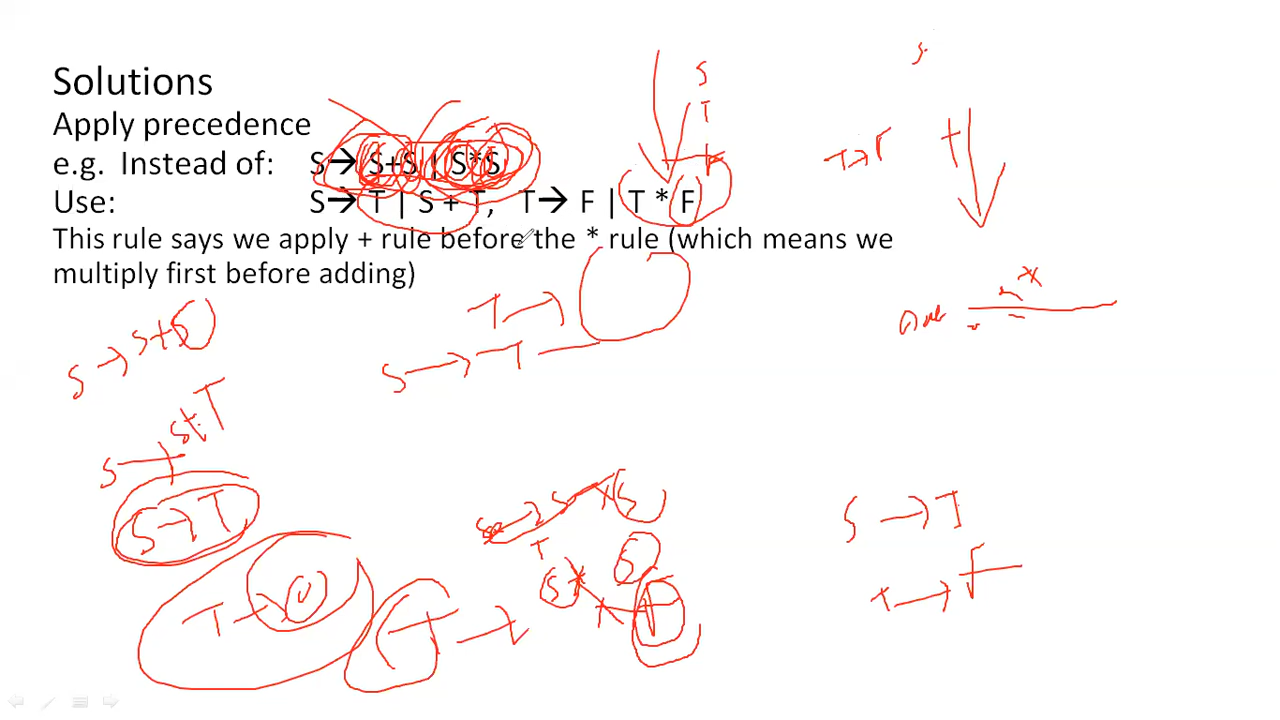 Solutions
Apply precedence
e.g. Instead of: S→ S+S | S*S
Use: S→ T | S + T, T→ F | T * F
This rule says we apply + rule before the * rule (which means we
multiply first before adding)
S
T
S
T→F
+
T →
S → T
S → S+S
S → S+T
S → T
S → T
T → F